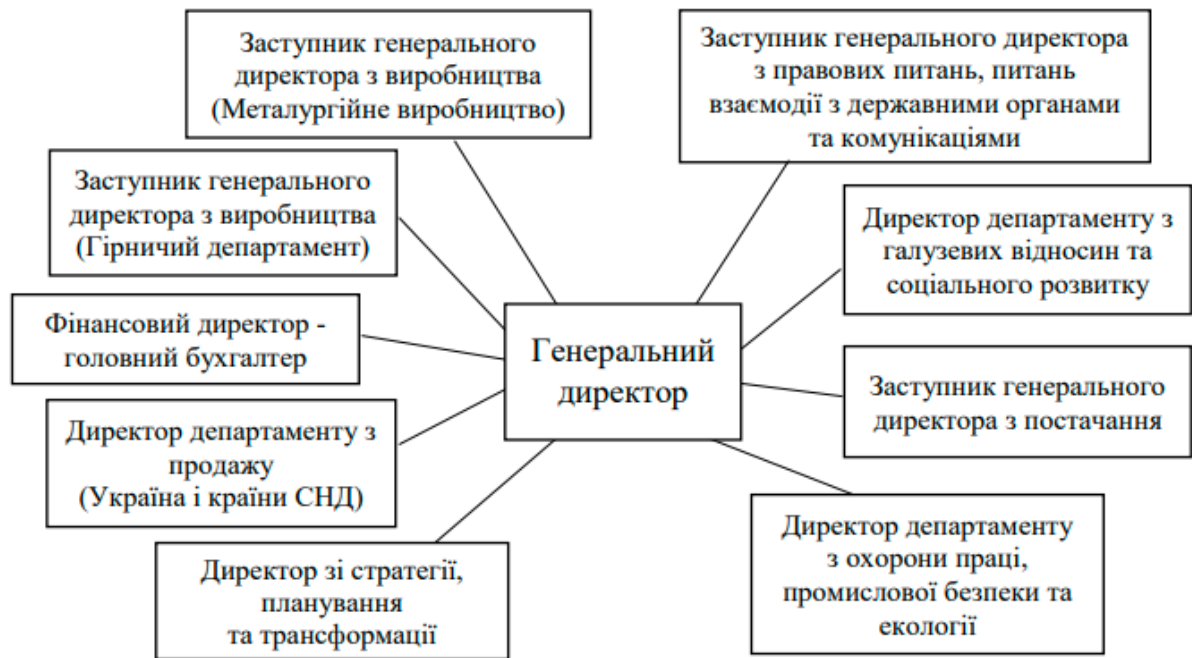 Заступник генерального
директора з виробництва
(Металургійне виробництво)
Заступник генерального директора
з правових питань, питань
взаємодії з державними органами
та комунікаціями
Заступник генерального
директора з виробництва
(Гірничий департамент)
Директор департаменту з
галузевих відносин та
соціального розвитку
Фінансовий директор -
головний бухгалтер
Генеральний
директор
Заступник генерального
директора з постачання
Директор департаменту з
продажу
(Україна і країни СНД)
Директор департаменту
з охорони праці,
промислової безпеки та
екології
Директор зі стратегії,
планування
та трансформації